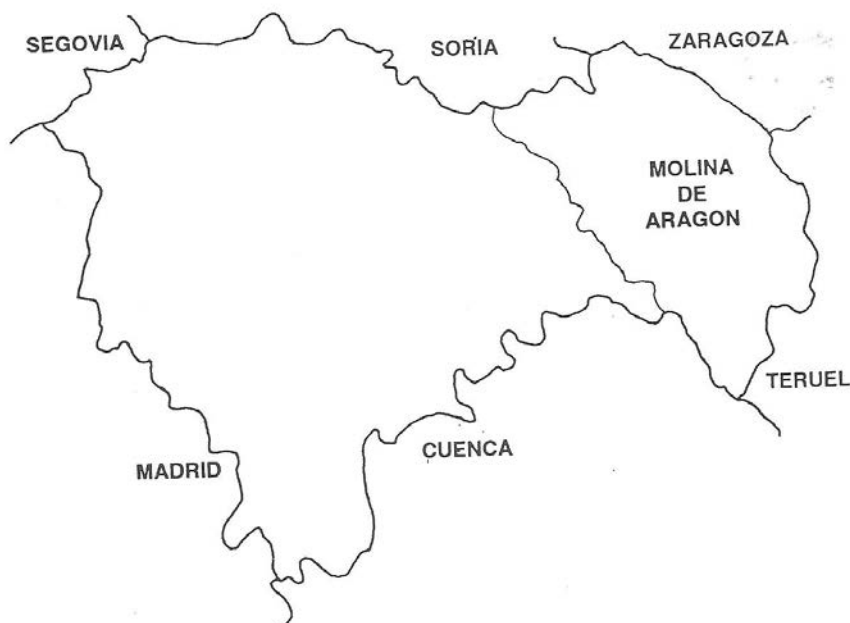 SEGOVIA
SORIA
ZARAGOZA
MOLINA
DE
ARAGON
TERUEL
CUENCA
MADRID